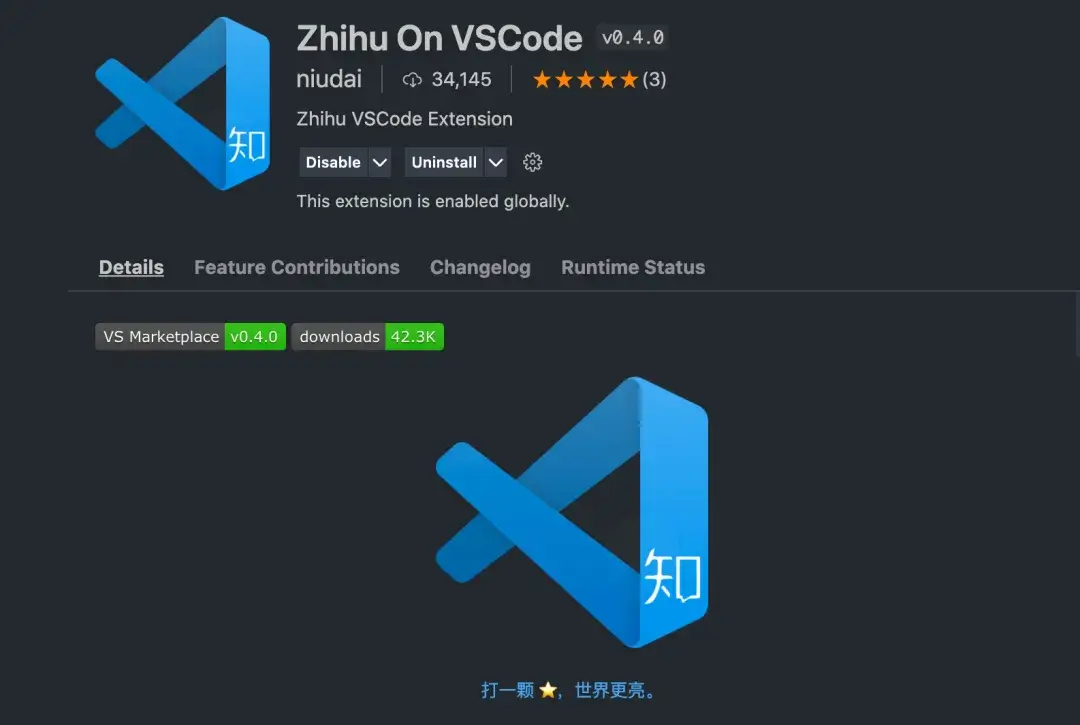 Zhihu On VSCode v0.4.0
niudai 34,145 (3)
Zhihu VSCode Extension
Disable Uninstall
This extension is enabled globally.
知
Details Feature Contributions Changelog Runtime Status
VS Marketplace v0.4.0 downloads 42.3K
知
打一颗⭐，世界更亮。